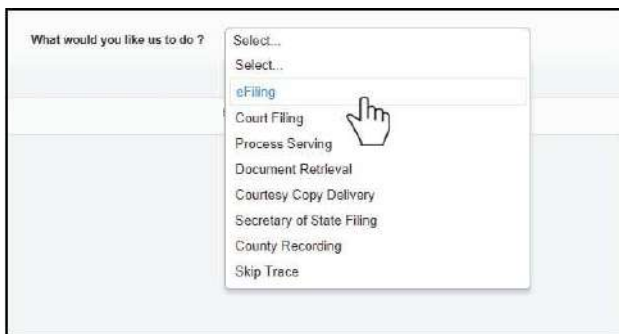 What would you like us to do ? Select...
Select...
eFiling
Court Filing
Process Serving
Document Retrieval
Courtesy Copy Delivery
Secretary of State Filing
County Recording
Skip Trace